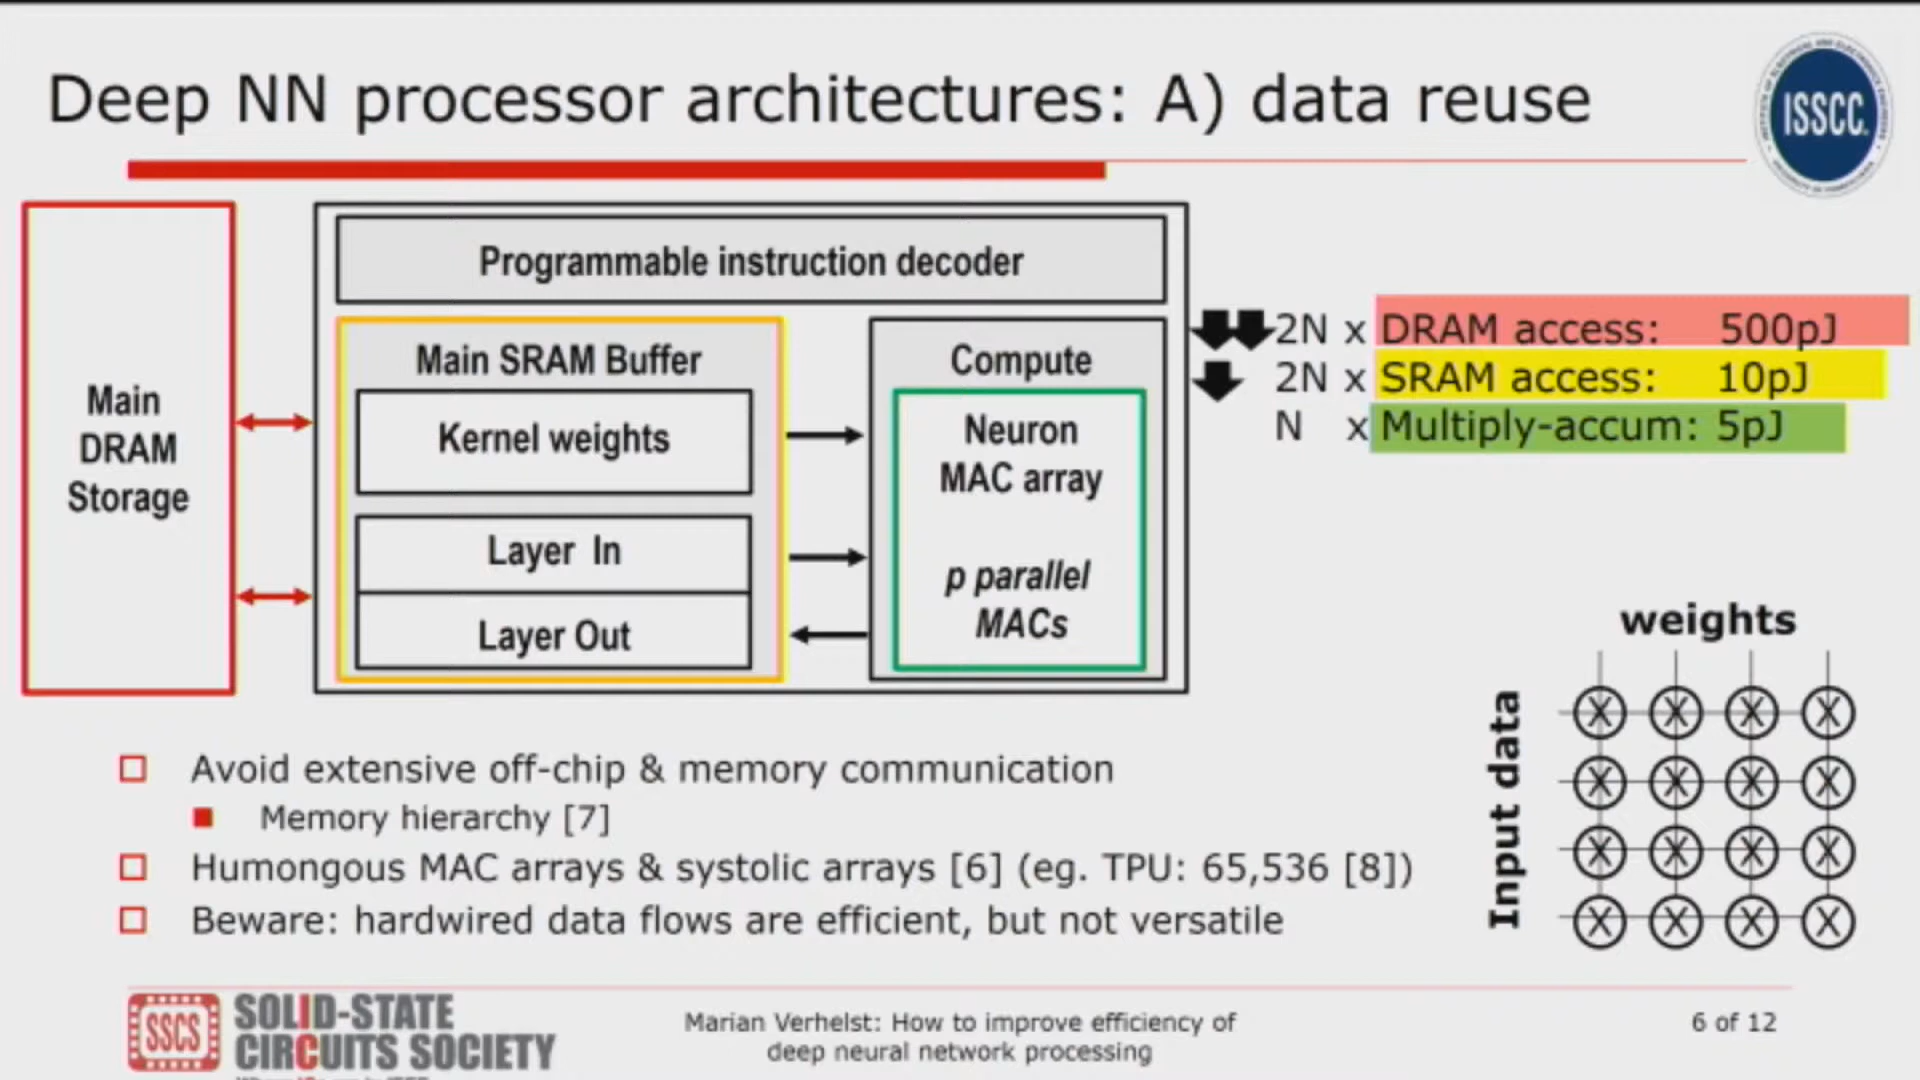 Deep NN processor architectures: A) data reuse
ISSCC
Main
DRAM
Storage
Programmable instruction decoder
Main SRAM Buffer
Kernel weights
Layer In
Layer Out
Compute
Neuron
MAC array
p parallel
MACs
2N x DRAM access: 500pJ
2N x SRAM access: 10pJ
N x Multiply-accum: 5pJ
weights
Input data
X X X X
X X X X
X X X X
X X X X
Avoid extensive off-chip & memory communication
Memory hierarchy [7]
Humongous MAC arrays & systolic arrays [6] (eg. TPU: 65,536 [8])
Beware: hardwired data flows are efficient, but not versatile
SSCS
SOLID-STATE
CIRCUITS SOCIETY
Marian Verhelst: How to improve efficiency of
deep neural network processing
6 of 12